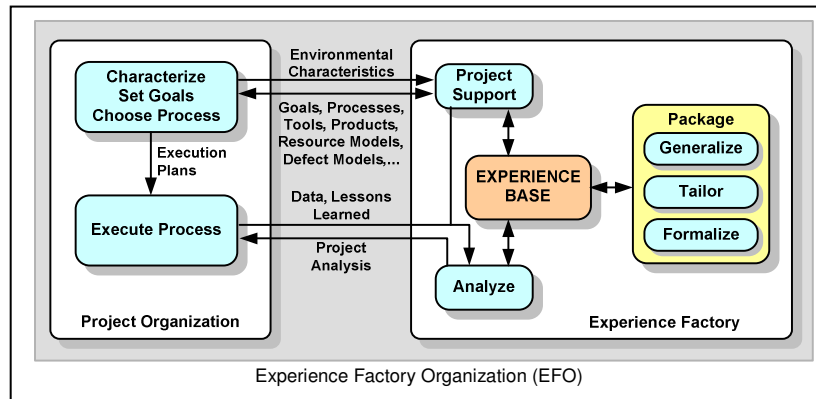 Characterize
Set Goals
Choose Process
Execution
Plans
Execute Process
Project Organization
Environmental
Characteristics
Goals, Processes,
Tools, Products,
Resource Models,
Defect Models,...
Data, Lessons
Learned
Project
Analysis
Project
Support
EXPERIENCE
BASE
Analyze
Package
Generalize
Tailor
Formalize
Experience Factory
Experience Factory Organization (EFO)